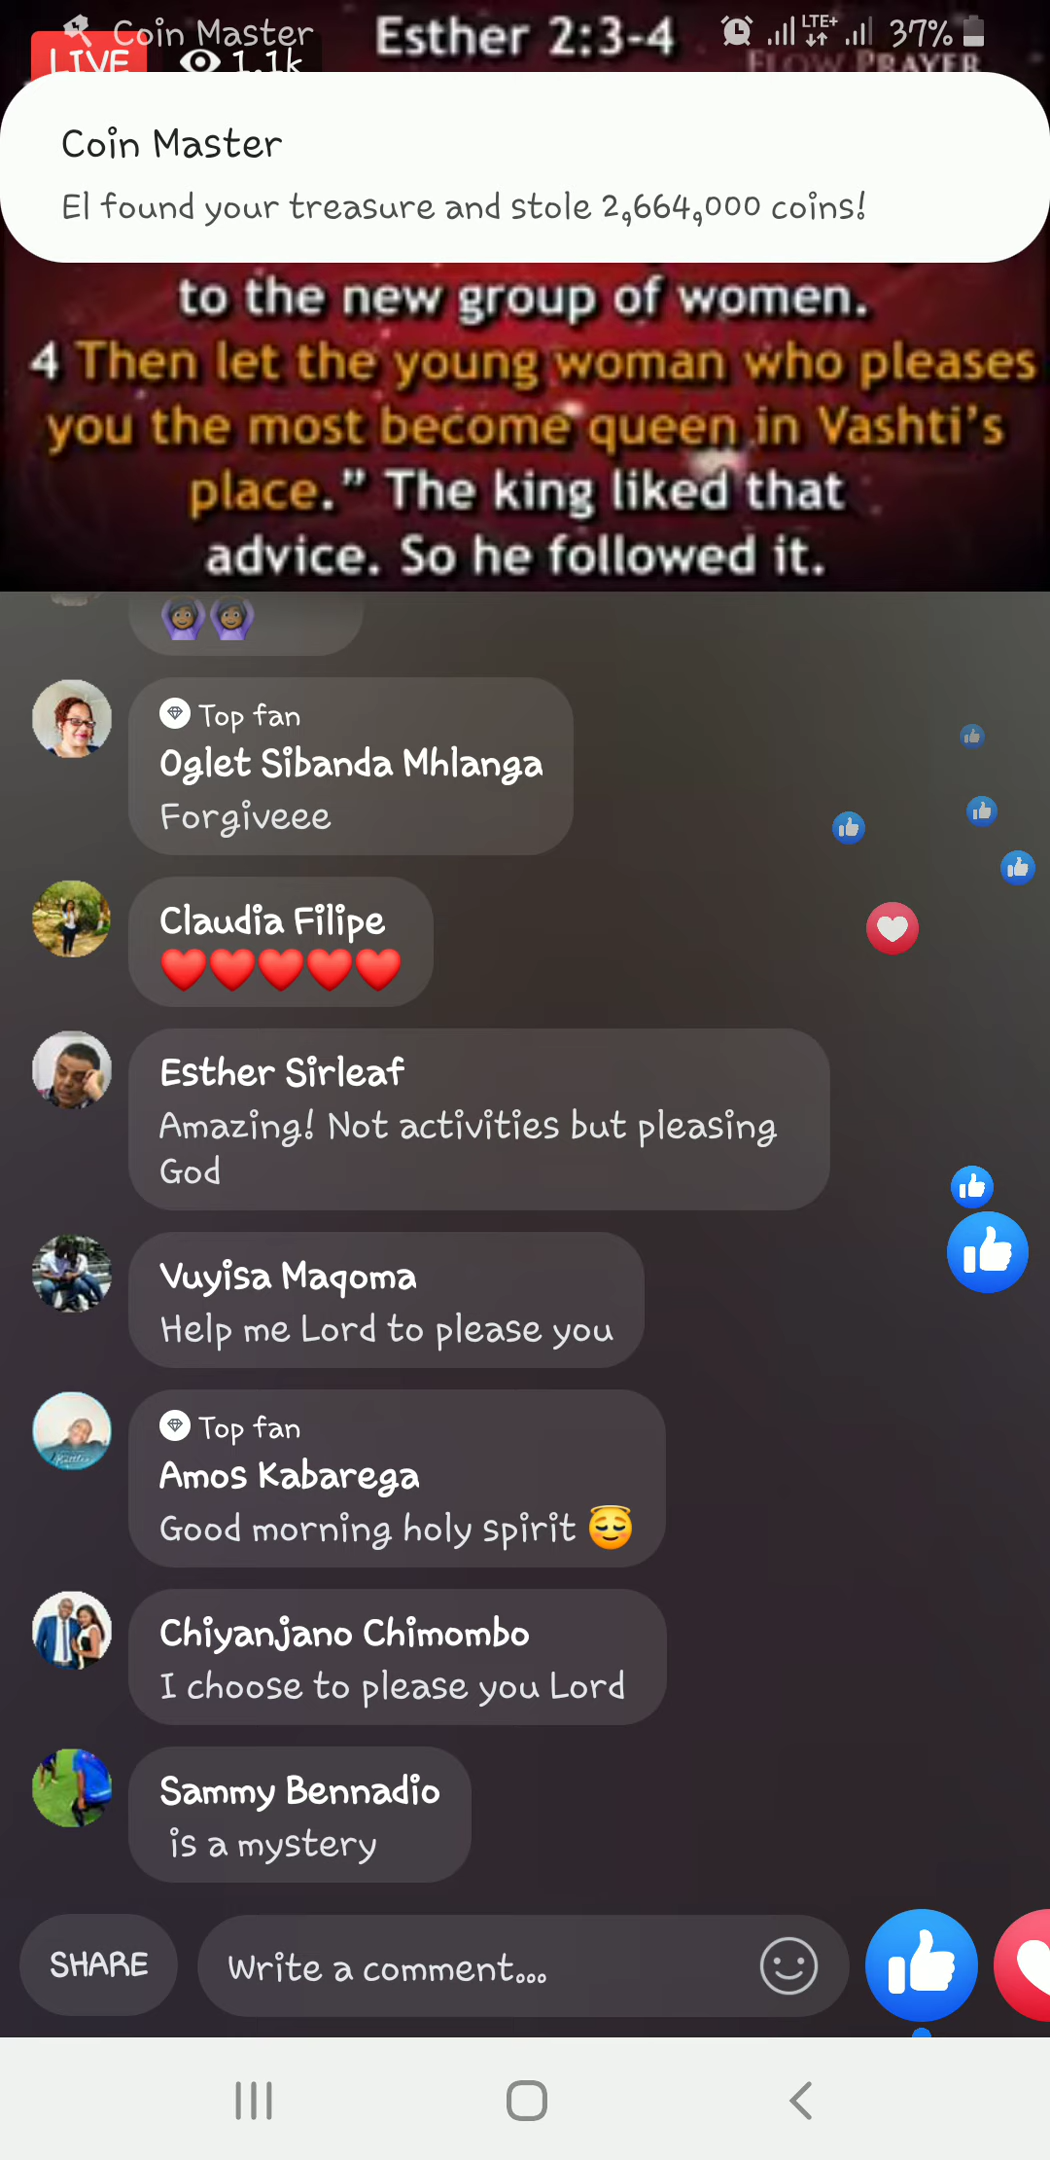 Coin Master
Esther 2:3-4
LTE+
37%
LIVE
1.1k
FLOW PRAYER
Coin Master
El found your treasure and stole 2,664,000 coins!
to the new group of women.
4 Then let the young woman who pleases
you the most become queen in Vashti's
place.” The king liked that
advice. So he followed it.
Top fan
Oglet Sibanda Mhlanga
Forgiveee
Claudia Filipe
Esther Sirleaf
Amazing! Not activities but pleasing
God
Vuyisa Maqoma
Help me Lord to please you
Top fan
Amos Kabarega
Good morning holy spirit 😇
Chiyanjano Chimombo
I choose to please you Lord
Sammy Bennadio
is a mystery
SHARE
Write a comment...